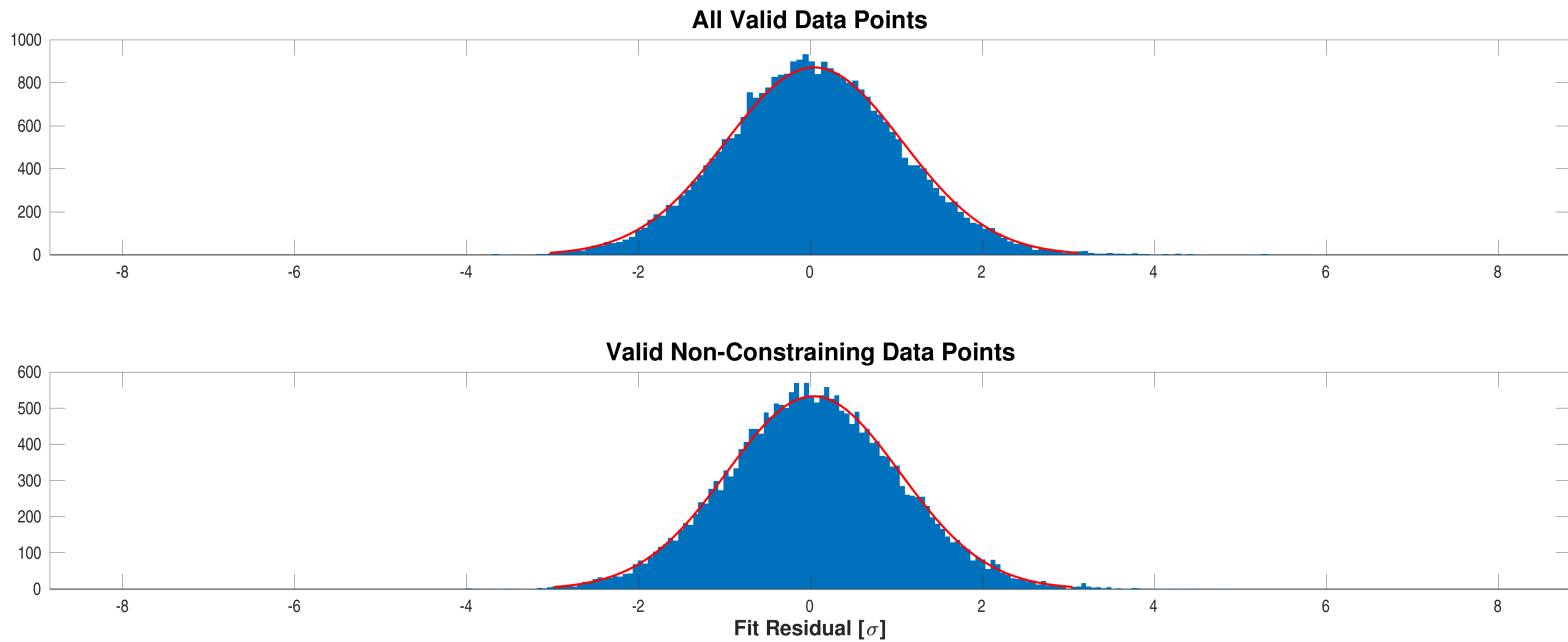 All Valid Data Points
1000
800
600
400
200
0
-8 -6 -4 -2 0 2 4 6 8
Valid Non-Constraining Data Points
600
500
400
300
200
100
0
-8 -6 -4 -2 0 2 4 6 8
Fit Residual [σ]